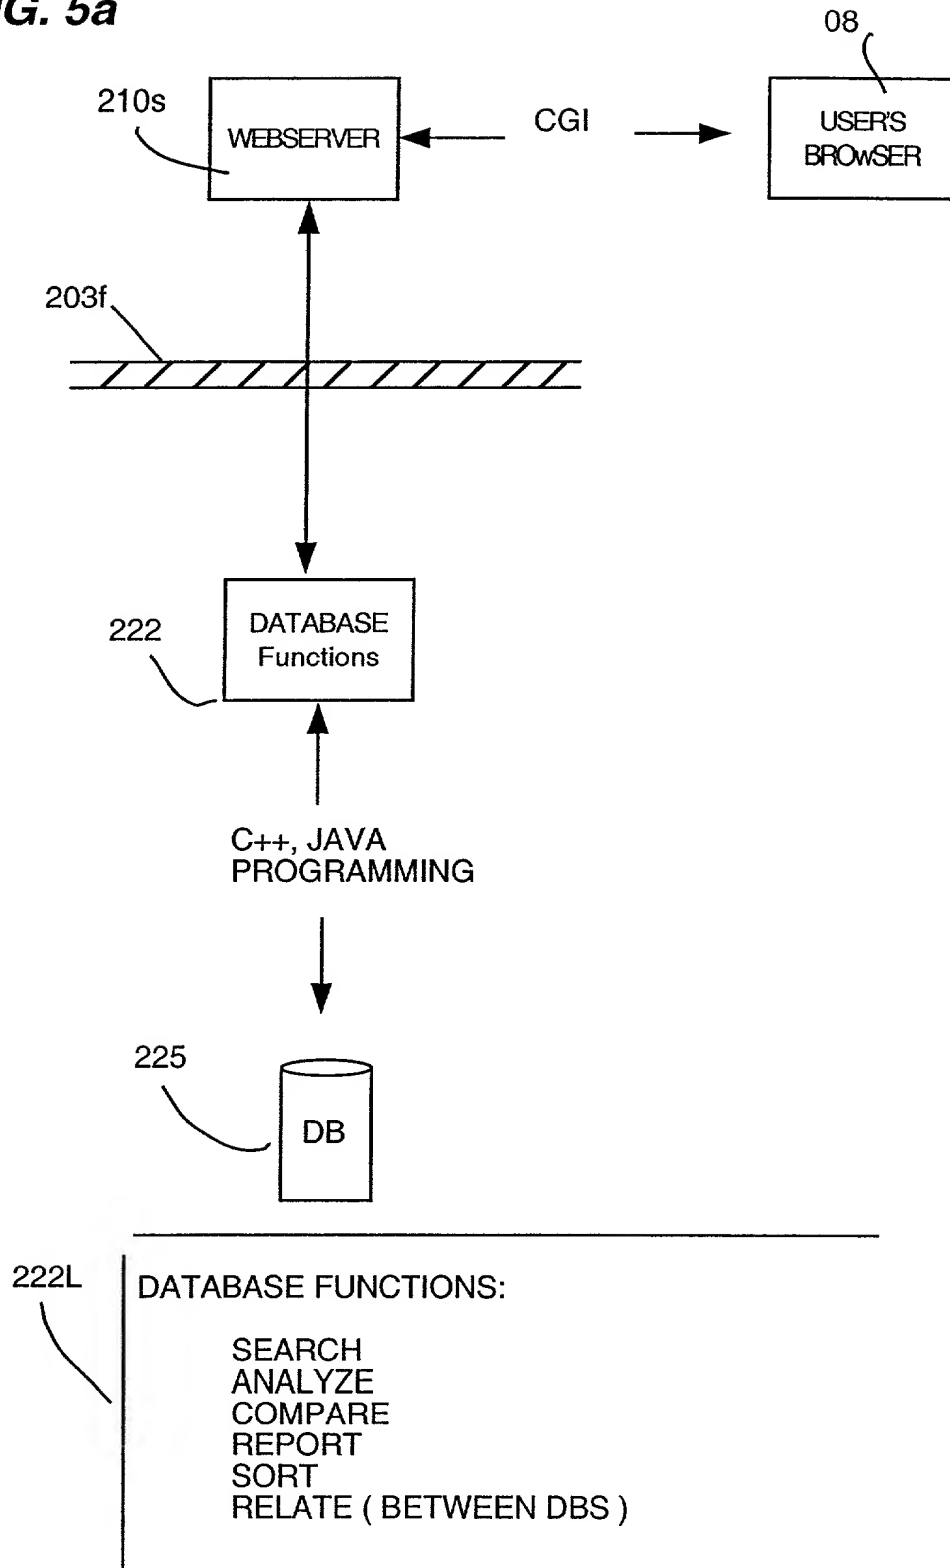 G. 5a
08
210s
WEBSERVER
CGI
USER'S
BROwSER
203f
222
DATABASE
Functions
C++, JAVA
PROGRAMMING
225
DB
222L
DATABASE FUNCTIONS:
SEARCH
ANALYZE
COMPARE
REPORT
SORT
RELATE ( BETWEEN DBS )